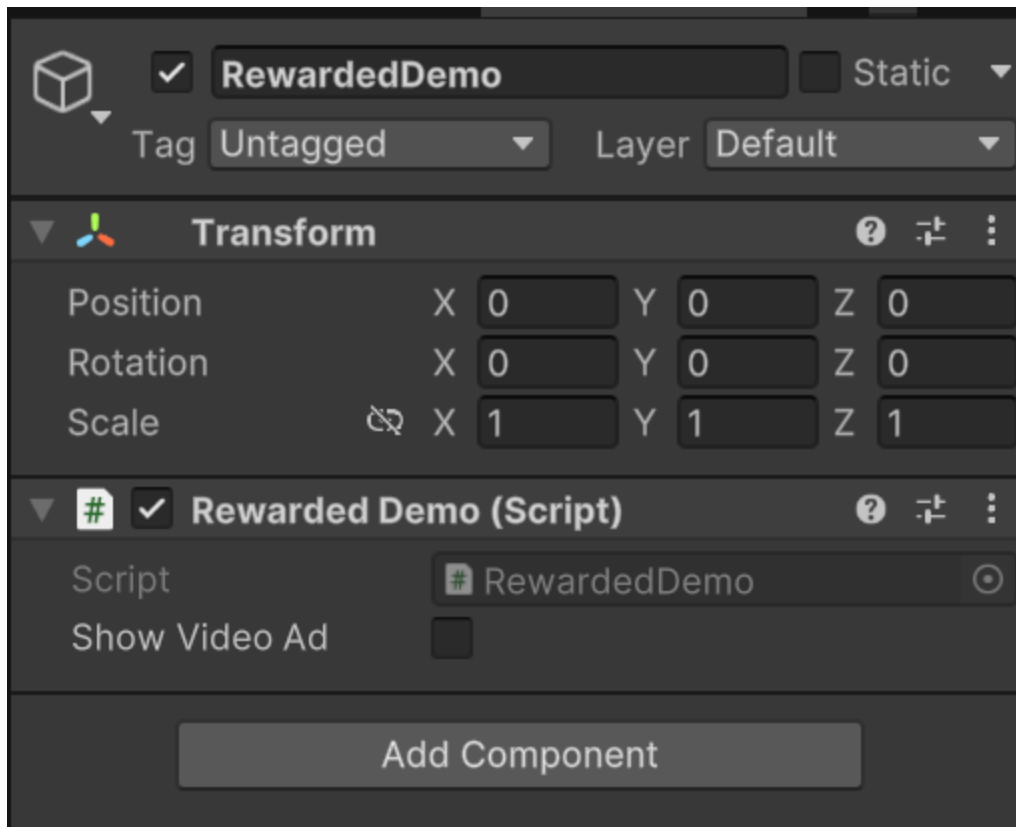 RewardedDemo Static
Tag Untagged Layer Default
Transform
Position X 0 Y 0 Z 0
Rotation X 0 Y 0 Z 0
Scale X 1 Y 1 Z 1
# Rewarded Demo (Script)
Script # RewardedDemo
Show Video Ad
Add Component